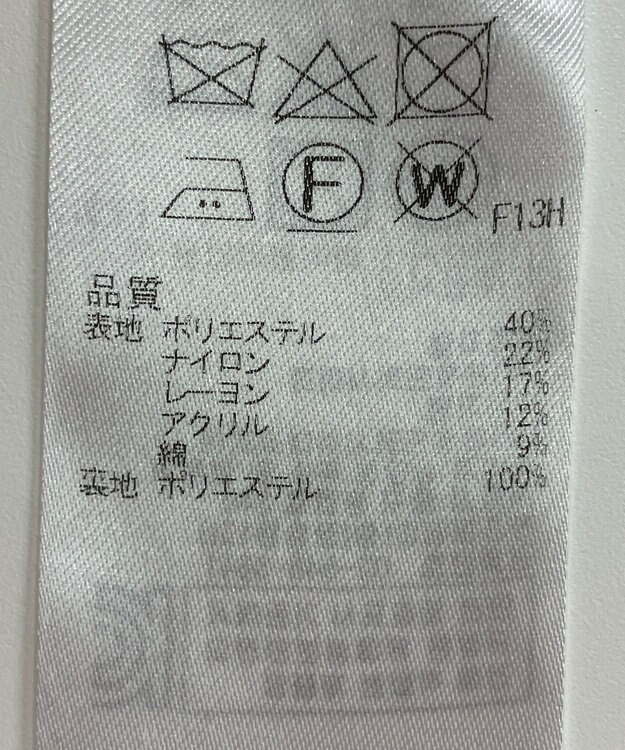 F W F13H
品質
表地 ポリエステル 40%
ナイロン 22%
レーヨン 17%
アクリル 12%
綿 9%
裏地 ポリエステル 100%